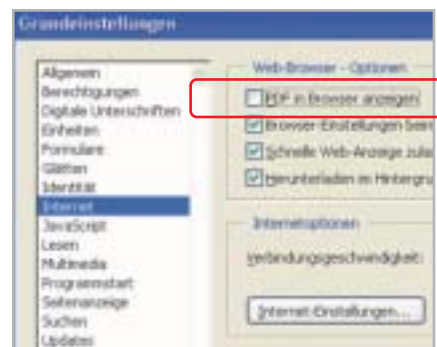 Grundeinstellungen
Allgemein
Berechtigungen
Digitale Unterschriften
Einheiten
Formulare
Glätten
Identität
Internet
JavaScript
Lesen
Multimedia
Programmstart
Seitenanzeige
Suchen
Updates
Web-Browser - Optionen
PDF in Browser anzeigen
Browser-Einstellungen beim
Schnelle Web-Anzeige zula
Herunterladen im Hintergru
Internetoptionen
Verbindungsgeschwindigkeit:
Internet-Einstellungen...